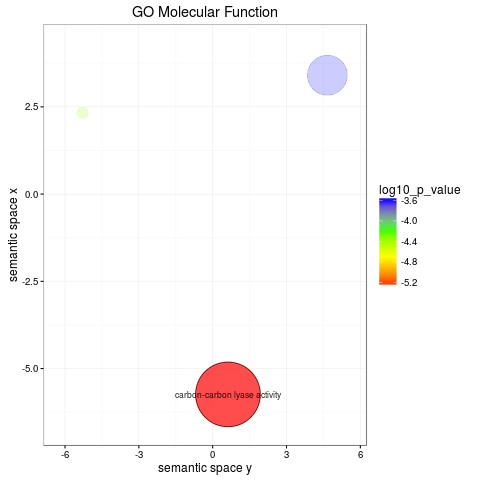 GO Molecular Function
semantic space x
2.5
0.0
-2.5
-5.0
carbon-carbon lyase activity
-6
-3
0
3
6
semantic space y
log10_p_value
-3.6
-4.0
-4.4
-4.8
-5.2